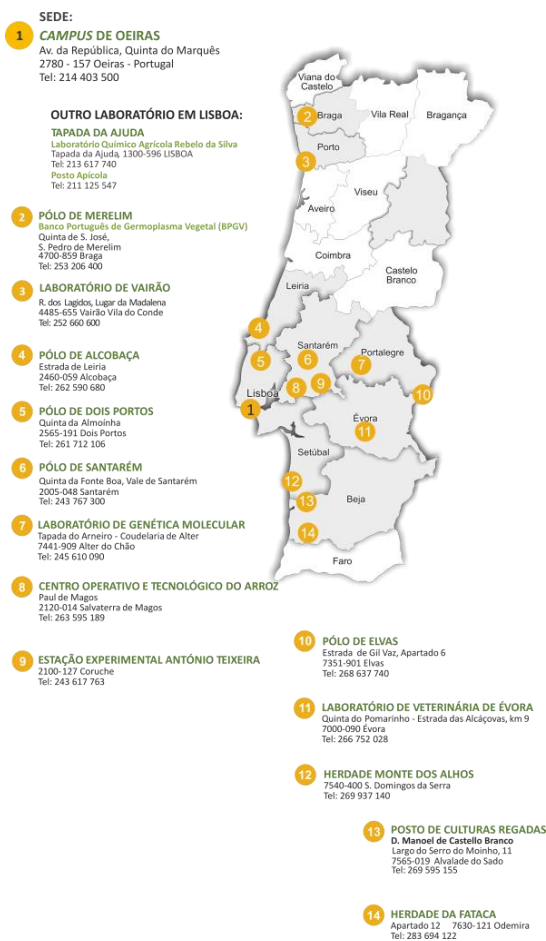 SEDE:
1
CAMPUS DE OEIRAS
Av. da República, Quinta do Marquês
2780 - 157 Oeiras - Portugal
Tel: 214 403 500
OUTRO LABORATÓRIO EM LISBOA:
TAPADA DA AJUDA
Laboratório Químico Agrícola Rebelo da Silva
Tapada da Ajuda, 1300-596 LISBOA
Tel: 213 617 740
Posto Apícola
Tel: 211 125 547
2 PÓLO DE MERELIM
Banco Português de Germoplasma Vegetal (BPGV)
Quinta de S. José,
S. Pedro de Merelim
4700-859 Braga
Tel: 253 206 400
3 LABORATÓRIO DE VAIRÃO
R. dos Lagidos, Lugar da Madalena
4485-655 Vairão Vila do Conde
Tel: 252 660 600
4 PÓLO DE ALCOBAÇA
Estrada de Leiria
2460-059 Alcobaça
Tel: 262 590 680
5 PÓLO DE DOIS PORTOS
Quinta da Almoínha
2565-191 Dois Portos
Tel: 261 712 106
6 PÓLO DE SANTARÉM
Quinta da Fonte Boa, Vale de Santarém
2005-048 Santarém
Tel: 243 767 300
7 LABORATÓRIO DE GENÉTICA MOLECULAR
Tapada do Arneiro - Coudelaria de Alter
7441-909 Alter do Chão
Tel: 245 610 090
8 CENTRO OPERATIVO E TECNOLÓGICO DO ARROZ
Paul de Magos
2120-014 Salvaterra de Magos
Tel: 263 595 189
9 ESTAÇÃO EXPERIMENTAL ANTÓNIO TEIXEIRA
2100-127 Coruche
Tel: 243 617 763
Viana do
Castelo
2 Braga
Vila Real
Bragança
Porto
3
Viseu
Aveiro
Coimbra
Castelo
Branco
Leiria
4
Santarém
Portalegre
5
6
7
Lisboa
8
9
10
1
Évora
11
Setúbal
12
13
Beja
14
Faro
10 PÓLO DE ELVAS
Estrada de Gil Vaz, Apartado 6
7351-901 Elvas
Tel: 268 637 740
11 LABORATÓRIO DE VETERINÁRIA DE ÉVORA
Quinta do Pomarinho - Estrada das Alcáçovas, km 9
7000-090 Évora
Tel: 266 752 028
12 HERDADE MONTE DOS ALHOS
7540-400 S. Domingos da Serra
Tel: 269 937 140
13 POSTO DE CULTURAS REGADAS
D. Manoel de Castello Branco
Largo do Serro do Moinho, 11
7565-019 Alvalade do Sado
Tel: 269 595 155
14 HERDADE DA FATACA
Apartado 12 7630-121 Odemira
Tel: 283 694 122